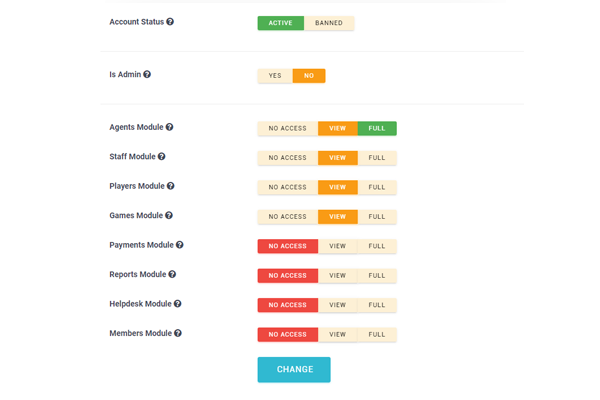 Account Status ? ACTIVE BANNED
Is Admin ? YES NO
Agents Module ? NO ACCESS VIEW FULL
Staff Module ? NO ACCESS VIEW FULL
Players Module ? NO ACCESS VIEW FULL
Games Module ? NO ACCESS VIEW FULL
Payments Module ? NO ACCESS VIEW FULL
Reports Module ? NO ACCESS VIEW FULL
Helpdesk Module ? NO ACCESS VIEW FULL
Members Module ? NO ACCESS VIEW FULL
CHANGE